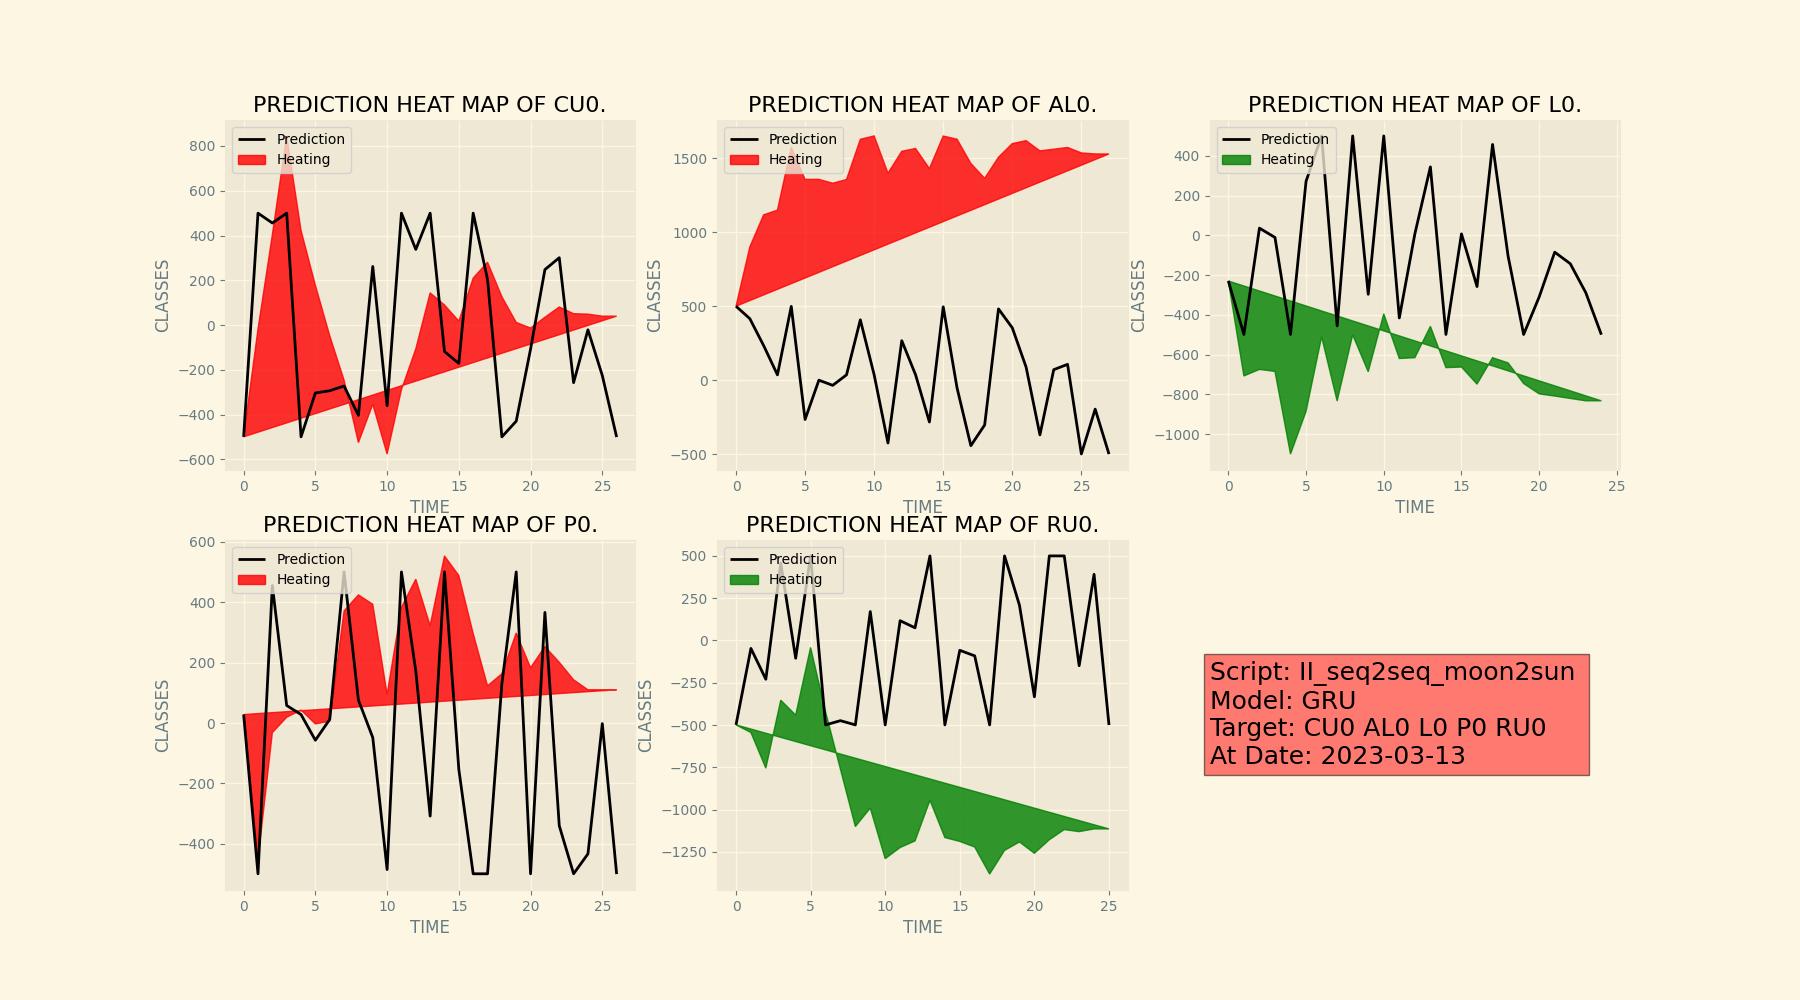 PREDICTION HEAT MAP OF CU0.
Prediction
Heating
800
600
400
200
0
−200
−400
−600
CLASSES
0 5 10 15 20 25
TIME
PREDICTION HEAT MAP OF AL0.
Prediction
Heating
1500
1000
500
0
−500
CLASSES
0 5 10 15 20 25
TIME
PREDICTION HEAT MAP OF L0.
Prediction
Heating
400
200
0
−200
−400
−600
−800
−1000
CLASSES
0 5 10 15 20 25
TIME
PREDICTION HEAT MAP OF P0.
Prediction
Heating
600
400
200
0
−200
−400
CLASSES
0 5 10 15 20 25
TIME
PREDICTION HEAT MAP OF RU0.
Prediction
Heating
500
250
0
−250
−500
−750
−1000
−1250
CLASSES
0 5 10 15 20 25
TIME
Script: II_seq2seq_moon2sun
Model: GRU
Target: CU0 AL0 L0 P0 RU0
At Date: 2023-03-13